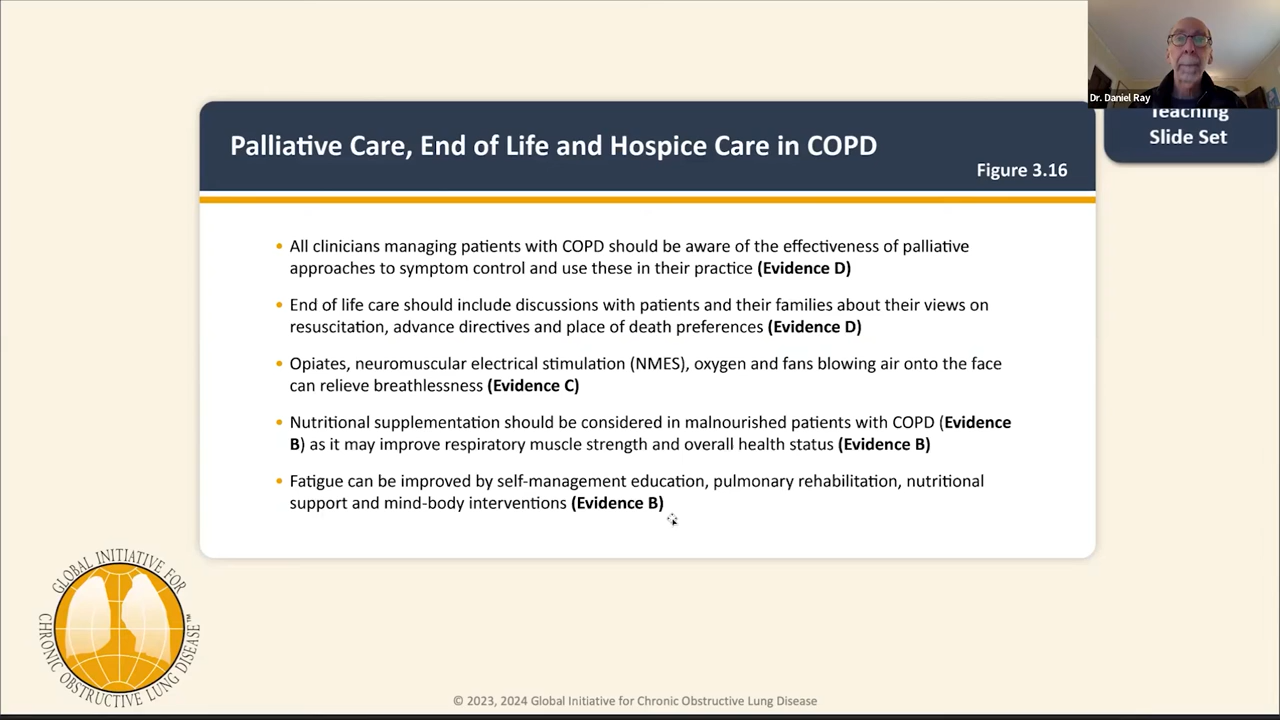 Dr. Daniel Ray
Teaching
Slide Set
Palliative Care, End of Life and Hospice Care in COPD
Figure 3.16
• All clinicians managing patients with COPD should be aware of the effectiveness of palliative
approaches to symptom control and use these in their practice (Evidence D)
• End of life care should include discussions with patients and their families about their views on
resuscitation, advance directives and place of death preferences (Evidence D)
• Opiates, neuromuscular electrical stimulation (NMES), oxygen and fans blowing air onto the face
can relieve breathlessness (Evidence C)
• Nutritional supplementation should be considered in malnourished patients with COPD (Evidence
B) as it may improve respiratory muscle strength and overall health status (Evidence B)
• Fatigue can be improved by self-management education, pulmonary rehabilitation, nutritional
support and mind-body interventions (Evidence B)
GLOBAL INITIATIVE FOR
CHRONIC OBSTRUCTIVE LUNG DISEASE™
© 2023, 2024 Global Initiative for Chronic Obstructive Lung Disease